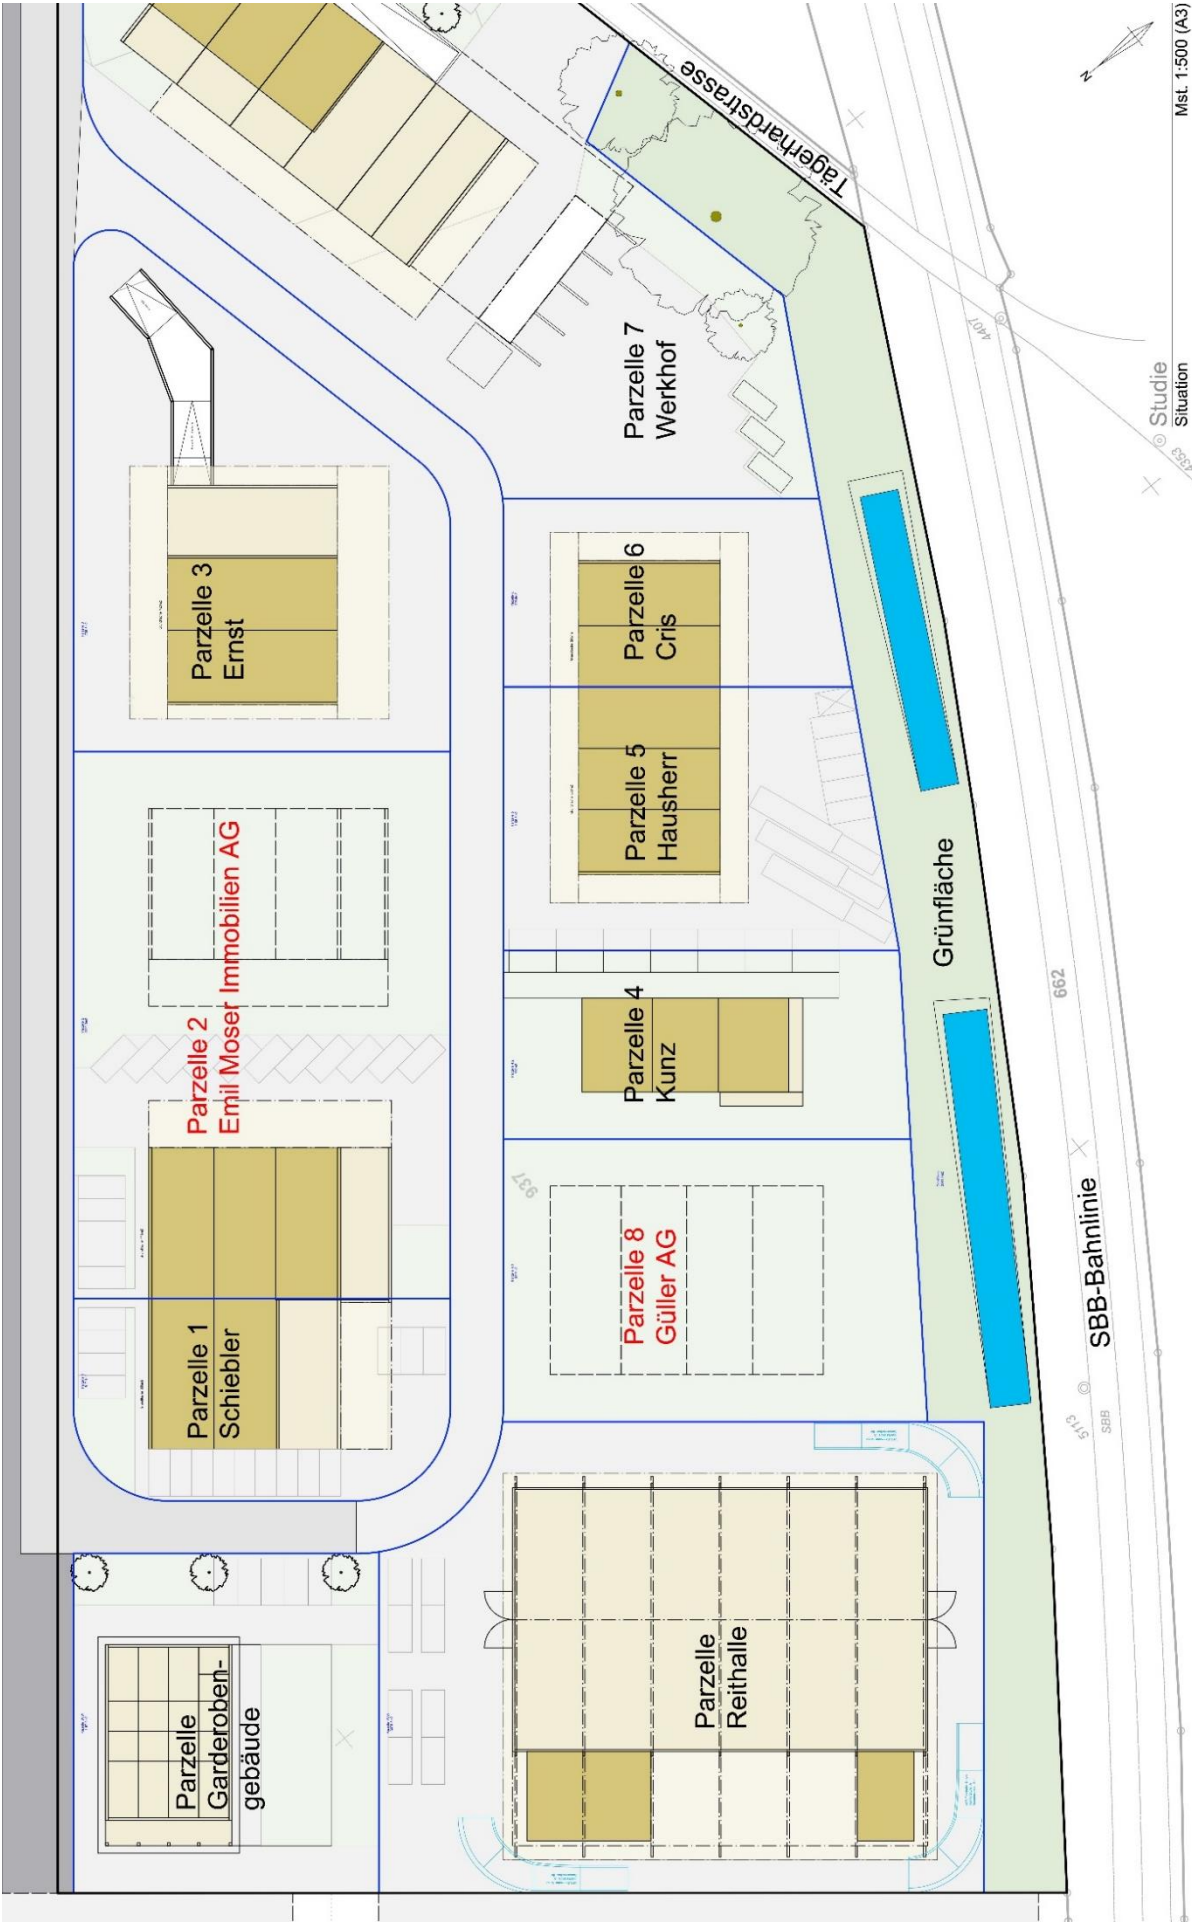 Tägerhardstrasse
N
Mst. 1:500 (A3)
Studie
Situation
4407
4353
Parzelle 7
Werkhof
Parzelle 3
Ernst
Parzelle 6
Cris
Parzelle 5
Hausherr
Parzelle 2
Emil Moser Immobilien AG
Grünfläche
662
Parzelle 4
Kunz
937
Parzelle 8
Güller AG
Parzelle 1
Schiebler
SBB-Bahnlinie
5113
SBB
Parzelle
Garderoben-
gebäude
Parzelle
Reithalle